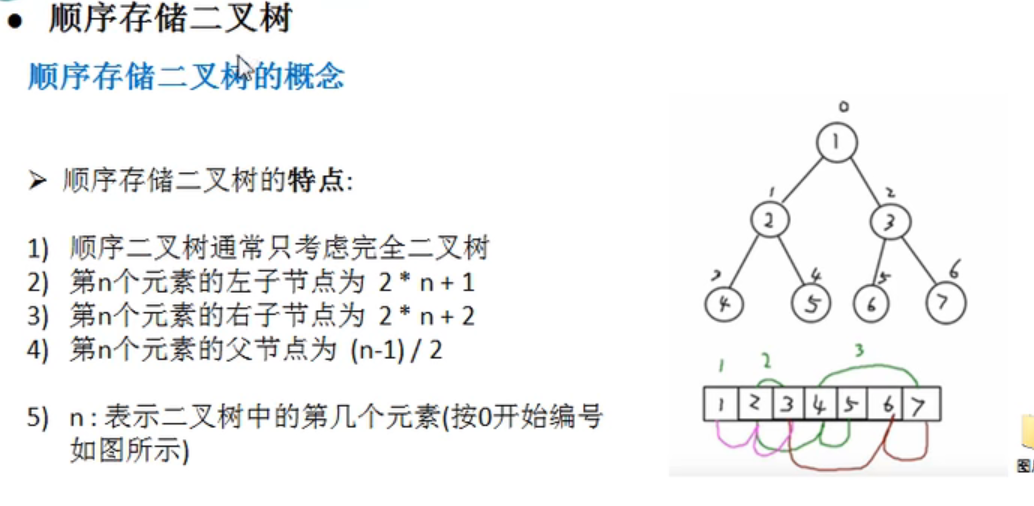 ● 顺序存储二叉树
顺序存储二叉树的概念
➢ 顺序存储二叉树的特点:
1) 顺序二叉树通常只考虑完全二叉树
2) 第n个元素的左子节点为 2 * n + 1
3) 第n个元素的右子节点为 2 * n + 2
4) 第n个元素的父节点为 (n-1) / 2
5) n : 表示二叉树中的第几个元素(按0开始编号
如图所示)
0
1
1 2
2 3
4 5 6
4 5 6 7
1 2 3
1 2 3 4 5 6 7